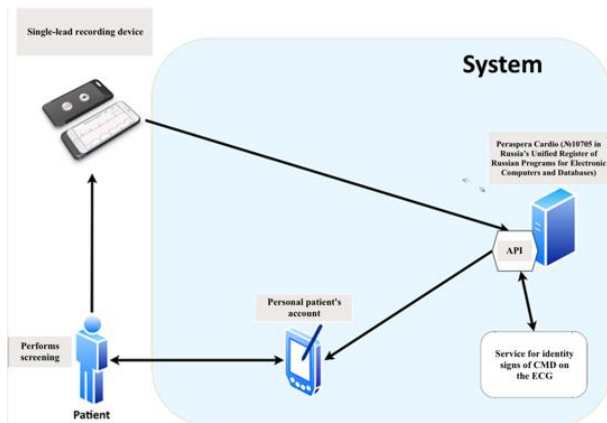 Single-lead recording device
System
Peraspera Cardio (№10705 in
Russia's Unified Register of
Russian Programs for Electronic
Computers and Databases)
API
Personal patient's
account
Performs
screening
Service for identity
signs of CMD on
the ECG
Patient